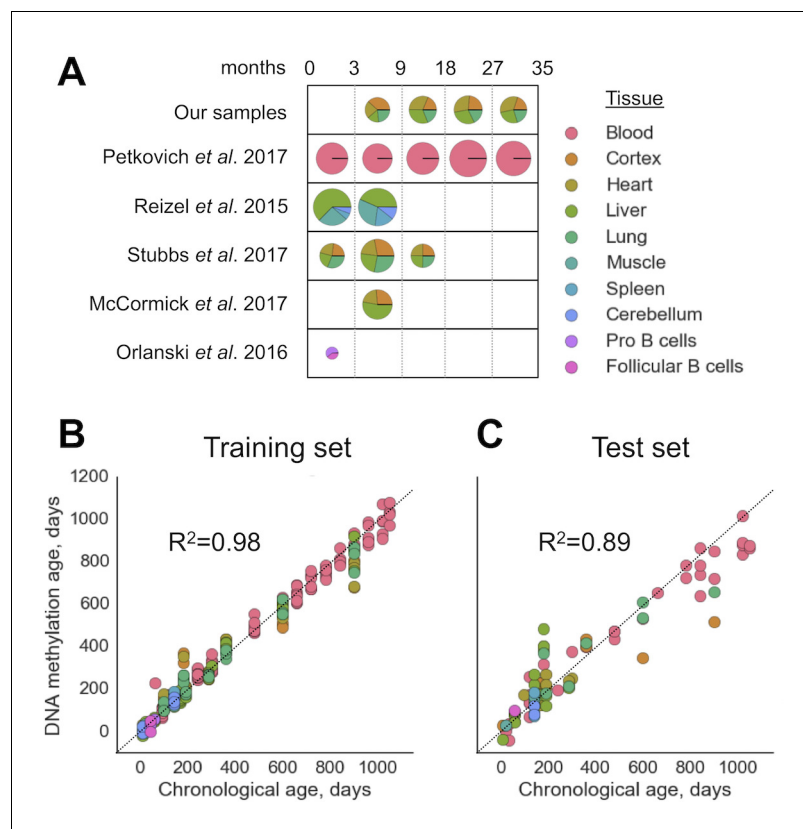 A
months 0 3 9 18 27 35
Our samples
Petkovich et al. 2017
Reizel et al. 2015
Stubbs et al. 2017
McCormick et al. 2017
Orlanski et al. 2016
Tissue
Blood
Cortex
Heart
Liver
Lung
Muscle
Spleen
Cerebellum
Pro B cells
Follicular B cells
B
Training set
DNA methylation age, days
1200
1000
800
600
400
200
0
R²=0.98
0 200 400 600 800 1000
Chronological age, days
C
Test set
R²=0.89
0 200 400 600 800 1000
Chronological age, days